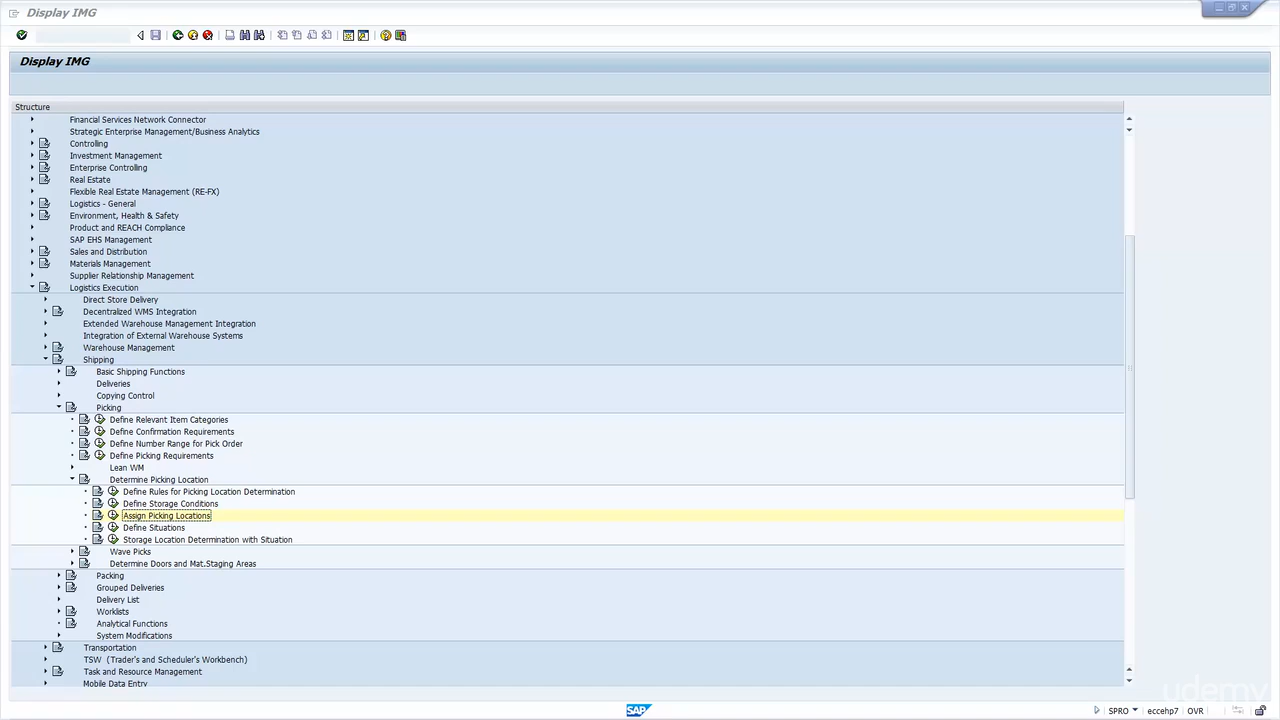 Display IMG
Display IMG
Structure
Financial Services Network Connector
Strategic Enterprise Management/Business Analytics
Controlling
Investment Management
Enterprise Controlling
Real Estate
Flexible Real Estate Management (RE-FX)
Logistics - General
Environment, Health & Safety
Product and REACH Compliance
SAP EHS Management
Sales and Distribution
Materials Management
Supplier Relationship Management
Logistics Execution
Direct Store Delivery
Decentralized WMS Integration
Extended Warehouse Management Integration
Integration of External Warehouse Systems
Warehouse Management
Shipping
Basic Shipping Functions
Deliveries
Copying Control
Picking
Define Relevant Item Categories
Define Confirmation Requirements
Define Number Range for Pick Order
Define Picking Requirements
Lean WM
Determine Picking Location
Define Rules for Picking Location Determination
Define Storage Conditions
Assign Picking Locations
Define Situations
Storage Location Determination with Situation
Wave Picks
Determine Doors and Mat.Staging Areas
Packing
Grouped Deliveries
Delivery List
Worklists
Analytical Functions
System Modifications
Transportation
TSW (Trader's and Scheduler's Workbench)
Task and Resource Management
Mobile Data Entry
udemy
SAP SPRO eccehp7 OVR